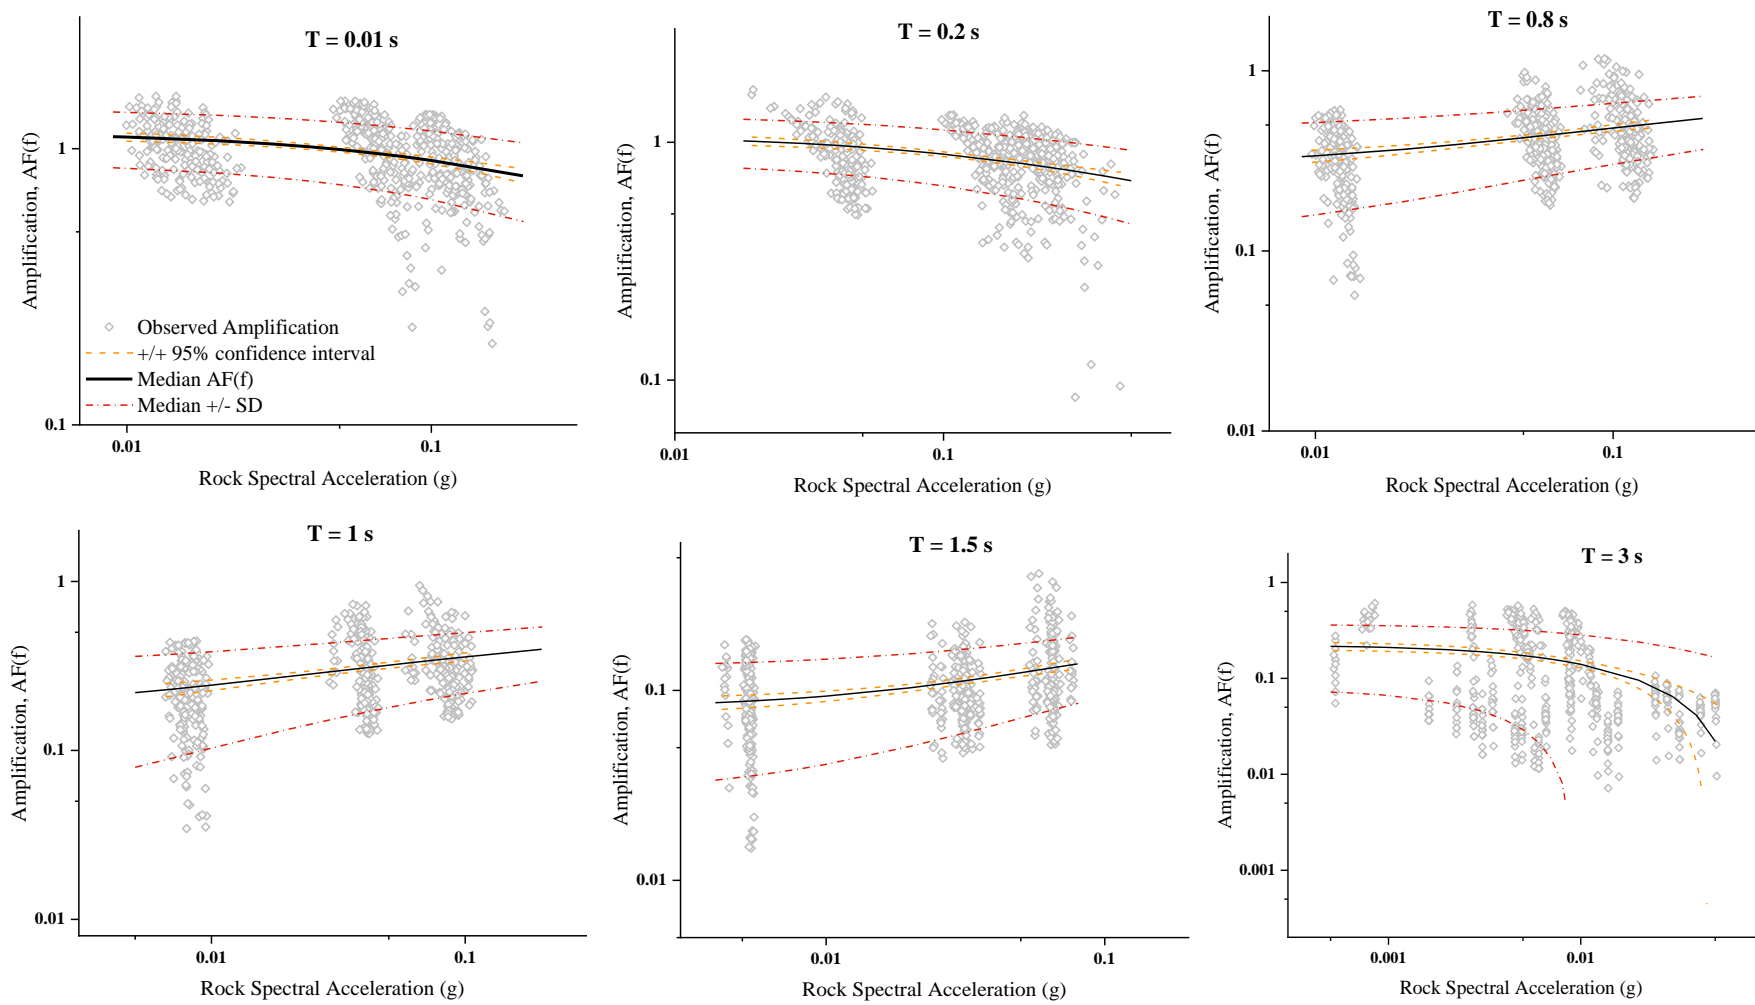 T = 0.01 s
Amplification, AF(f)
1
0.1
Observed Amplification
+/+ 95% confidence interval
Median AF(f)
Median +/- SD
0.01
0.1
Rock Spectral Acceleration (g)
T = 0.2 s
Amplification, AF(f)
1
0.1
0.01
0.1
Rock Spectral Acceleration (g)
T = 0.8 s
Amplification, AF(f)
1
0.1
0.01
0.01
0.1
Rock Spectral Acceleration (g)
T = 1 s
Amplification, AF(f)
1
0.1
0.01
0.01
0.1
Rock Spectral Acceleration (g)
T = 1.5 s
Amplification, AF(f)
0.1
0.01
0.01
0.1
Rock Spectral Acceleration (g)
T = 3 s
Amplification, AF(f)
1
0.1
0.01
0.001
0.001
0.01
Rock Spectral Acceleration (g)